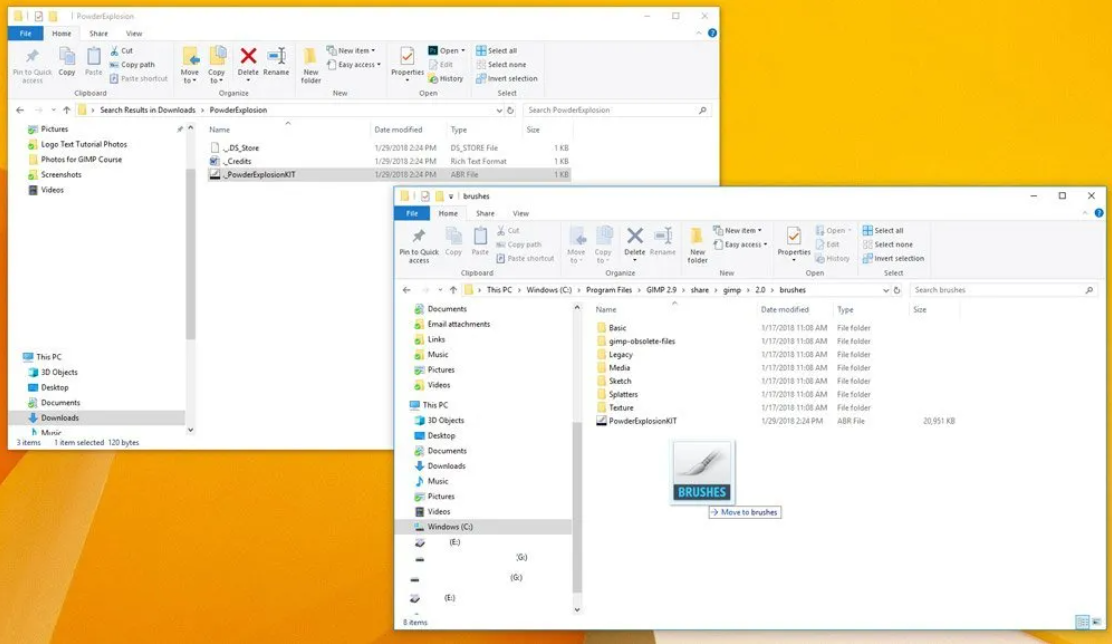 PowderExplosion
File Home Share View
Pin to Quick access
Copy
Paste
Cut
Copy path
Paste shortcut
Move to
Copy to
Delete
Rename
New folder
New item
Easy access
Properties
Open
Edit
History
Select all
Select none
Invert selection
Clipboard Organize New Open Select
Search Results in Downloads > PowderExplosion
Search PowderExplosion
Pictures
Logo Text Tutorial Photos
Photos for GIMP Course
Screenshots
Videos
This PC
3D Objects
Desktop
Documents
Downloads
Music
Name Date modified Type Size
._.DS_Store 1/29/2018 2:24 PM DS_STORE File 1 KB
._Credits 1/29/2018 2:24 PM Rich Text Format 1 KB
._PowderExplosionKIT 1/29/2018 2:24 PM ABR File 1 KB
3 items 1 item selected 120 bytes
brushes
File Home Share View
Pin to Quick access
Copy
Paste
Cut
Copy path
Paste shortcut
Move to
Copy to
Delete
Rename
New folder
New item
Easy access
Properties
Open
Edit
History
Select all
Select none
Invert selection
Clipboard Organize New Open Select
This PC > Windows (C:) > Program Files > GIMP 2.9 > share > gimp > 2.0 > brushes
Search brushes
Documents
Email attachments
Links
Music
Pictures
Videos
This PC
3D Objects
Desktop
Documents
Downloads
Music
Pictures
Videos
Windows (C:)
(E:)
(G:)
(G:)
(E:)
Name Date modified Type Size
Basic 1/17/2018 11:08 AM File folder
gimp-obsolete-files 1/17/2018 11:08 AM File folder
Legacy 1/17/2018 11:08 AM File folder
Media 1/17/2018 11:08 AM File folder
Sketch 1/17/2018 11:08 AM File folder
Splatters 1/17/2018 11:08 AM File folder
Texture 1/17/2018 11:08 AM File folder
PowderExplosionKIT 1/29/2018 2:24 PM ABR File 20,951 KB
BRUSHES
Move to brushes
8 items